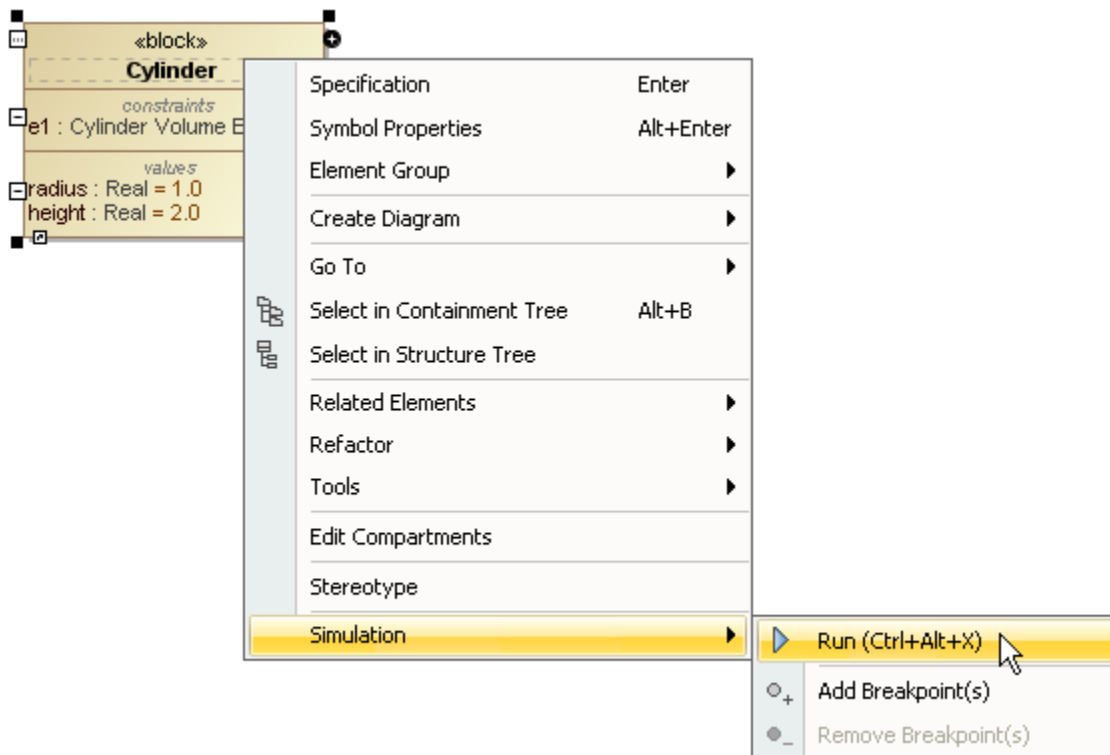 «block»
Cylinder
constraints
e1 : Cylinder Volume E
values
radius : Real = 1.0
height : Real = 2.0
Specification Enter
Symbol Properties Alt+Enter
Element Group
Create Diagram
Go To
Select in Containment Tree Alt+B
Select in Structure Tree
Related Elements
Refactor
Tools
Edit Compartments
Stereotype
Simulation
Run (Ctrl+Alt+X)
Add Breakpoint(s)
Remove Breakpoint(s)